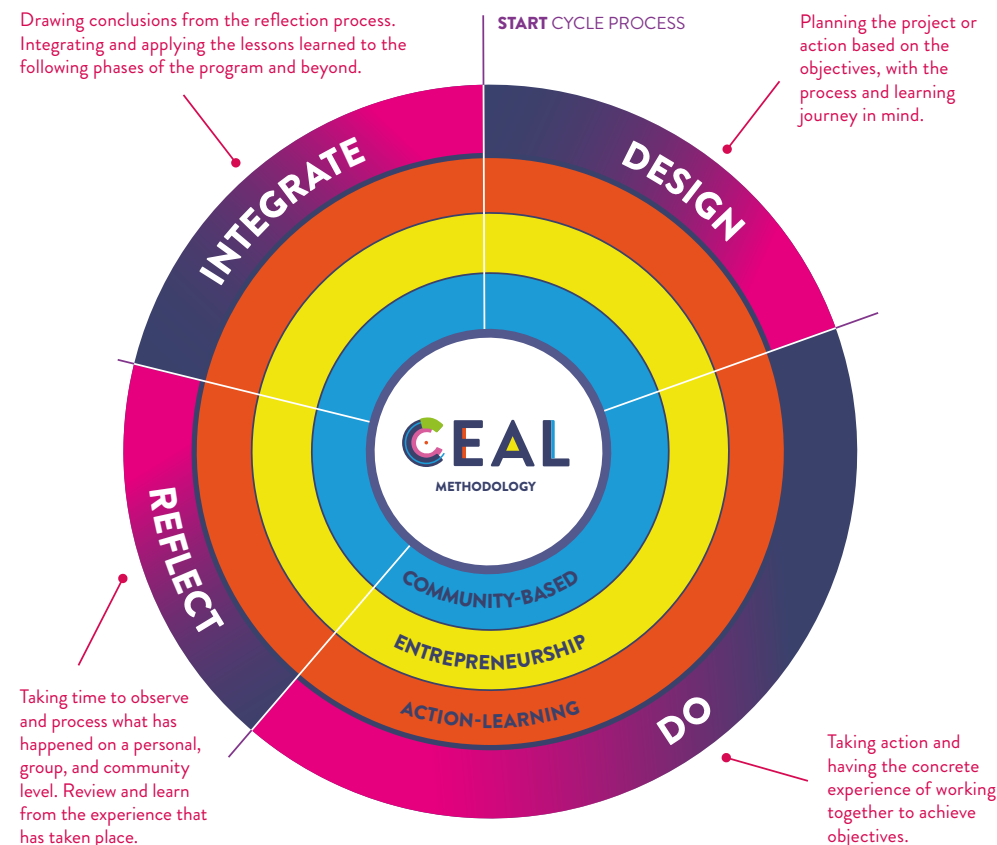 Drawing conclusions from the reflection process.
Integrating and applying the lessons learned to the
following phases of the program and beyond.
START CYCLE PROCESS
Planning the project or
action based on the
objectives, with the
process and learning
journey in mind.
INTEGRATE
DESIGN
CEAL
METHODOLOGY
REFLECT
COMMUNITY-BASED
ENTREPRENEURSHIP
ACTION-LEARNING
DO
Taking time to observe
and process what has
happened on a personal,
group, and community
level. Review and learn
from the experience that
has taken place.
Taking action and
having the concrete
experience of working
together to achieve
objectives.